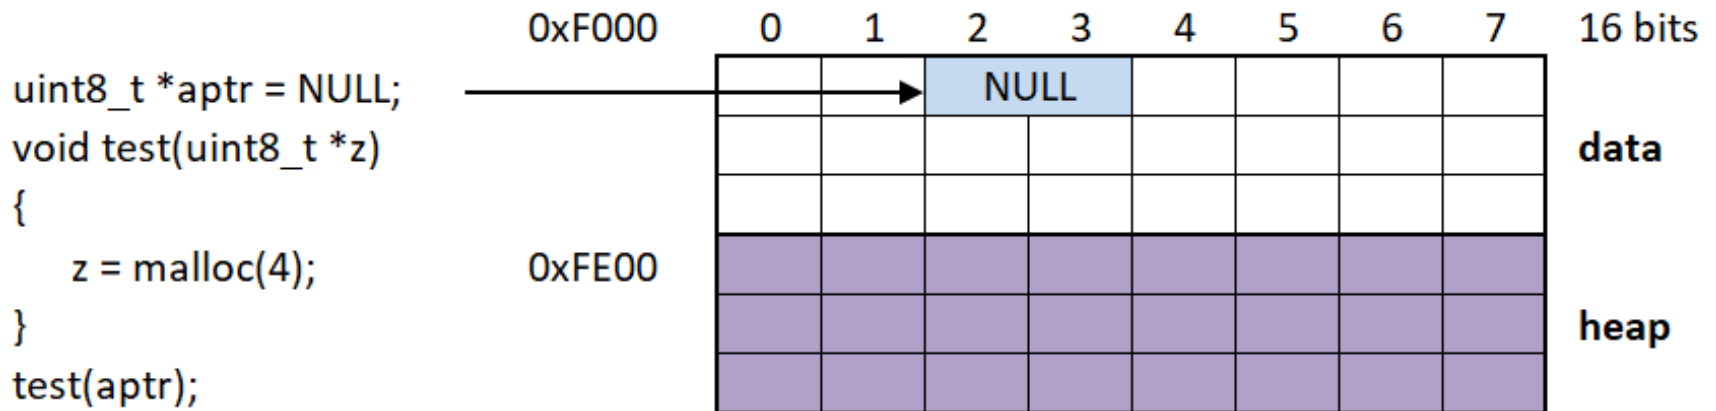 0xF000 0 1 2 3 4 5 6 7 16 bits
uint8_t *aptr = NULL; NULL
void test(uint8_t *z) data
{
z = malloc(4); 0xFE00
} heap
test(aptr);